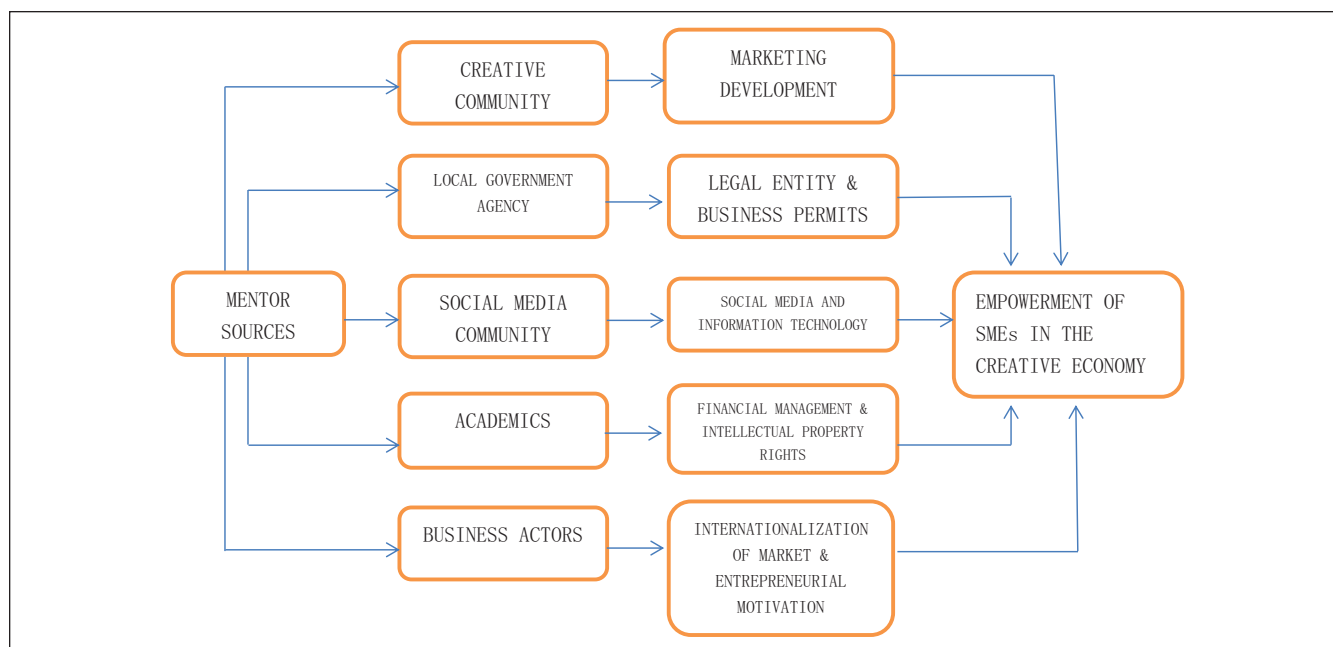 CREATIVE
COMMUNITY
MARKETING
DEVELOPMENT
LOCAL GOVERNMENT
AGENCY
LEGAL ENTITY &
BUSINESS PERMITS
MENTOR
SOURCES
SOCIAL MEDIA
COMMUNITY
SOCIAL MEDIA AND
INFORMATION TECHNOLOGY
EMPOWERMENT OF
SMEs IN THE
CREATIVE ECONOMY
ACADEMICS
FINANCIAL MANAGEMENT &
INTELLECTUAL PROPERTY
RIGHTS
BUSINESS ACTORS
INTERNATIONALIZATION
OF MARKET &
ENTREPRENEURIAL
MOTIVATION